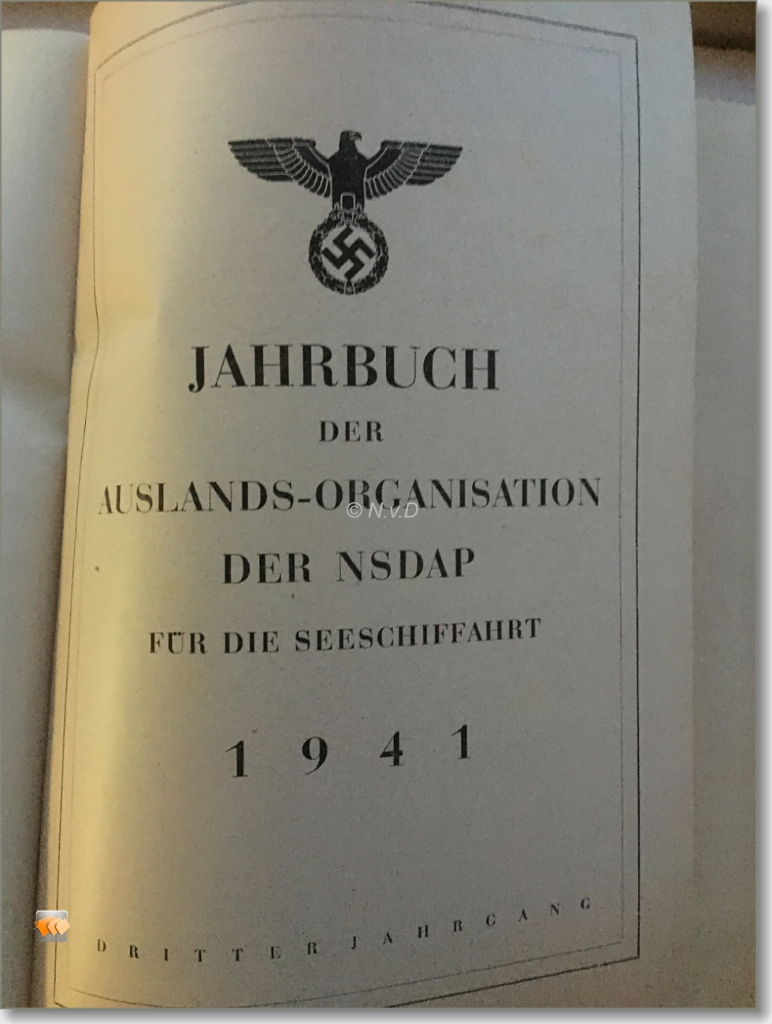 JAHRBUCH
DER
AUSLANDS-ORGANISATION
© N.v.D
DER NSDAP
FÜR DIE SEESCHIFFAHRT
1941
DRITTER JAHRGANG